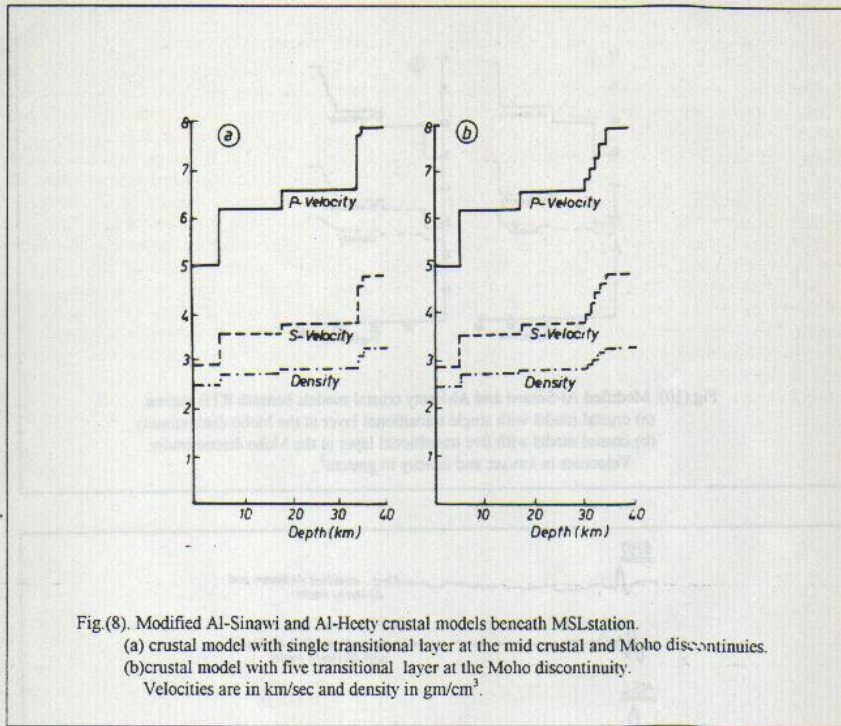 a
b
8
7
6
5
4
3
2
1
P-Velocity
S-Velocity
Density
10 20 30 40
Depth (km)
8
7
6
5
4
3
2
1
P-Velocity
S-Velocity
Density
10 20 30 40
Depth (km)
Fig.(8). Modified Al-Sinawi and Al-Heety crustal models beneath MSLstation.
(a) crustal model with single transitional layer at the mid crustal and Moho discontinuies.
(b)crustal model with five transitional layer at the Moho discontinuity.
Velocities are in km/sec and density in gm/cm³.